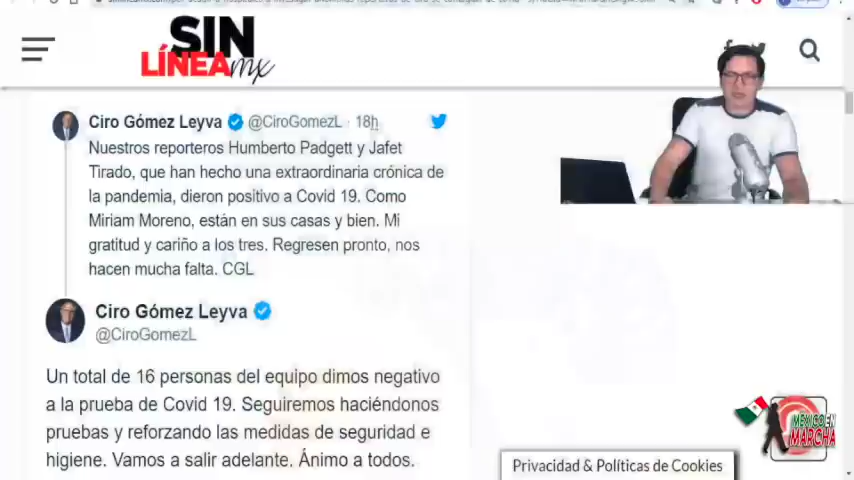 SIN
LÍNEAmx
Ciro Gómez Leyva @CiroGomezL · 18h
Nuestros reporteros Humberto Padgett y Jafet
Tirado, que han hecho una extraordinaria crónica de
la pandemia, dieron positivo a Covid 19. Como
Miriam Moreno, están en sus casas y bien. Mi
gratitud y cariño a los tres. Regresen pronto, nos
hacen mucha falta. CGL
Ciro Gómez Leyva
@CiroGomezL
Un total de 16 personas del equipo dimos negativo
a la prueba de Covid 19. Seguiremos haciéndonos
pruebas y reforzando las medidas de seguridad e
higiene. Vamos a salir adelante. Ánimo a todos.
Privacidad & Políticas de Cookies
MÉXICO EN
MARCHA